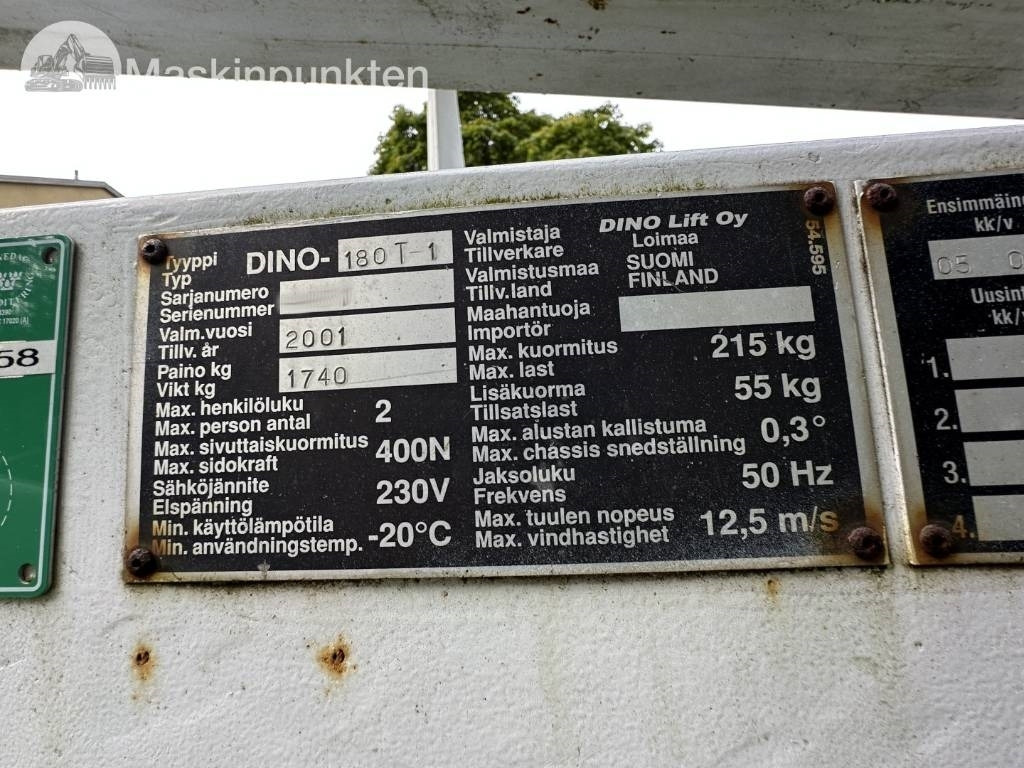 Maskinpunkten
58
17020 (A)
Tyyppi
Typ
DINO- 180 T-1
Sarjanumero
Serienummer
Valm.vuosi
Tillv. år
2001
Paino kg
Vikt kg
1740
Max. henkilöluku
Max. person antal
2
Max. sivuttaiskuormitus
Max. sidokraft
400N
Sähköjännite
Elspänning
230V
Min. käyttölämpötila
Min. användningstemp.
-20°C
Valmistaja
Tillverkare
DINO Lift Oy
Loimaa
Valmistusmaa
Tillv.land
SUOMI
FINLAND
Maahantuoja
Importör
Max. kuormitus
Max. last
215 kg
Lisäkuorma
Tillsatslast
55 kg
Max. alustan kallistuma
Max. chassis snedställning
0,3°
Jaksoluku
Frekvens
50 Hz
Max. tuulen nopeus
Max. vindhastighet
12,5 m/s
54.595
Ensimmäine
kk/v
05 0
Uusint
kk/v
1.
2.
3.
4.